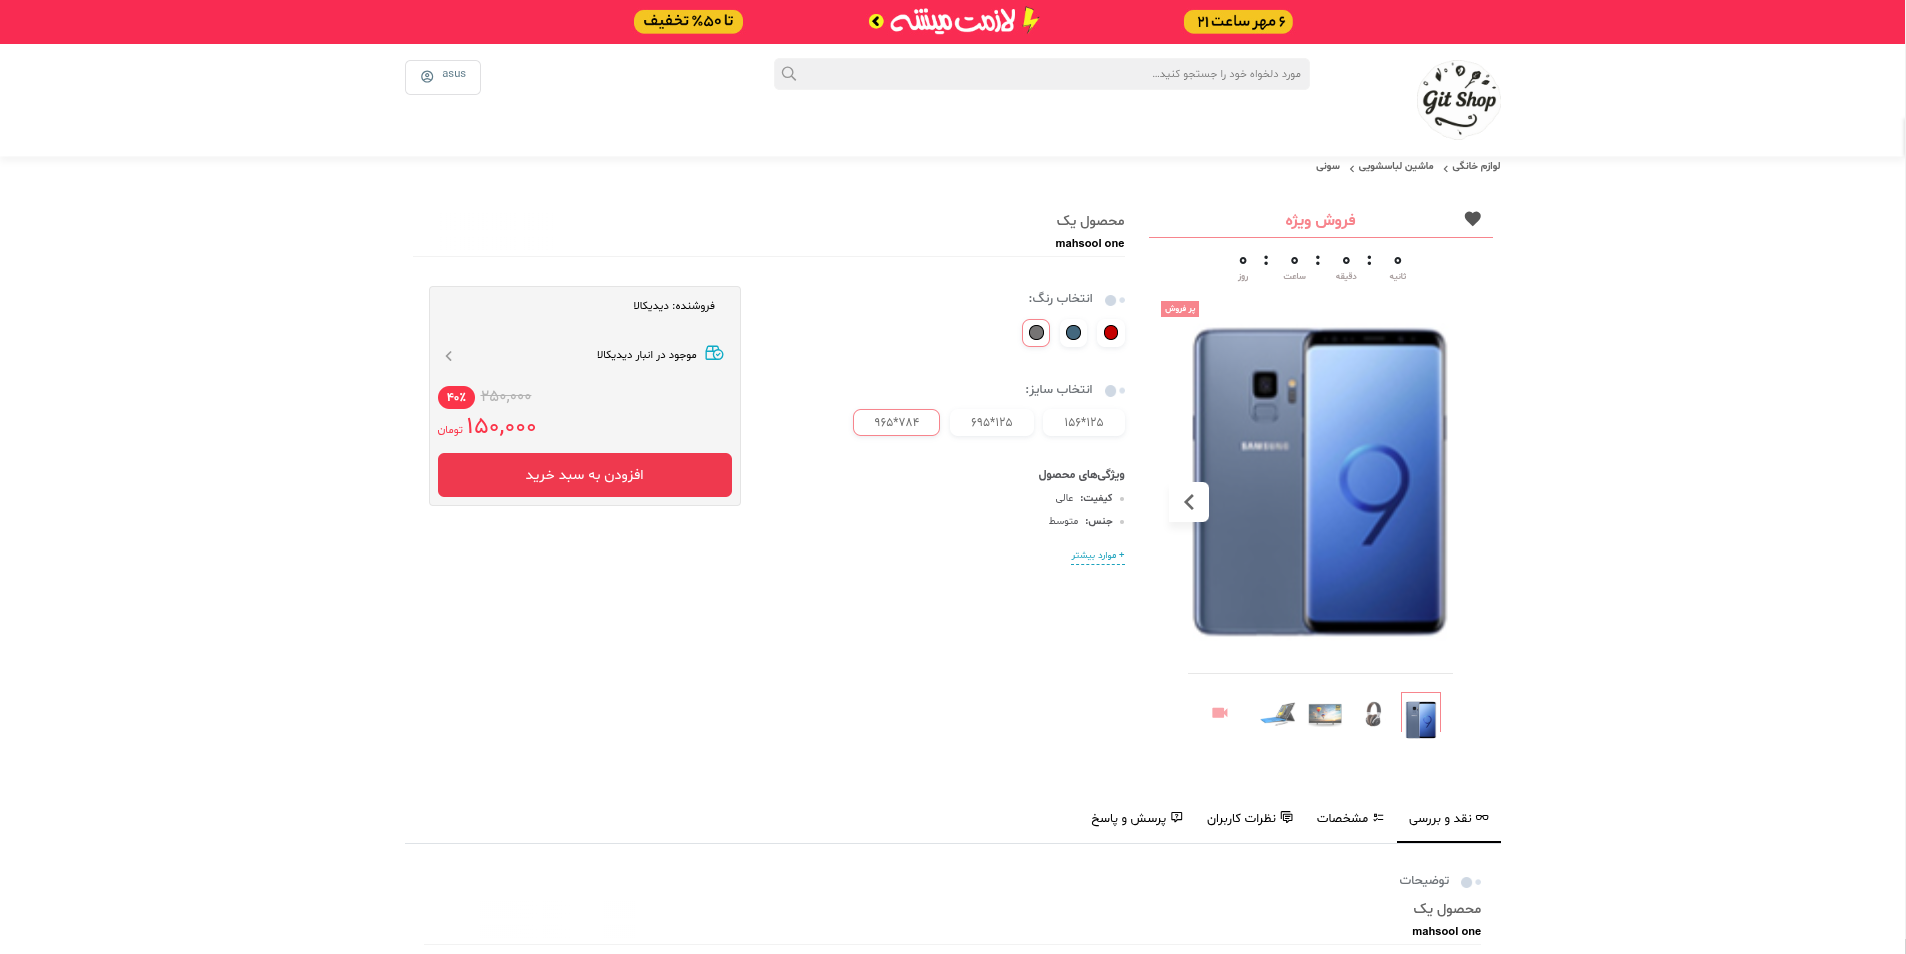 ۶ مهر ساعت ۲۱
لازمت میشه
تا ۵۰٪ تخفیف
Git Shop
مورد دلخواه خود را جستجو کنید...
asus
لوازم خانگی
ماشین لباسشویی
سونی
فروش ویژه
۰ : ۰ : ۰ : ۰
ثانیه
دقیقه
ساعت
روز
پر فروش
SAMSUNG
9
محصول یک
mahsool one
انتخاب رنگ:
انتخاب سایز:
۱۵۶*۱۲۵
۶۹۵*۱۲۵
۹۶۵*۷۸۴
ویژگی‌های محصول
کیفیت: عالی
جنس: متوسط
+ موارد بیشتر
فروشنده: دیدیکالا
موجود در انبار دیدیکالا
۲۵۰,۰۰۰ ۴۰٪
۱۵۰,۰۰۰ تومان
افزودن به سبد خرید
نقد و بررسی
مشخصات
نظرات کاربران
پرسش و پاسخ
توضیحات
محصول یک
mahsool one